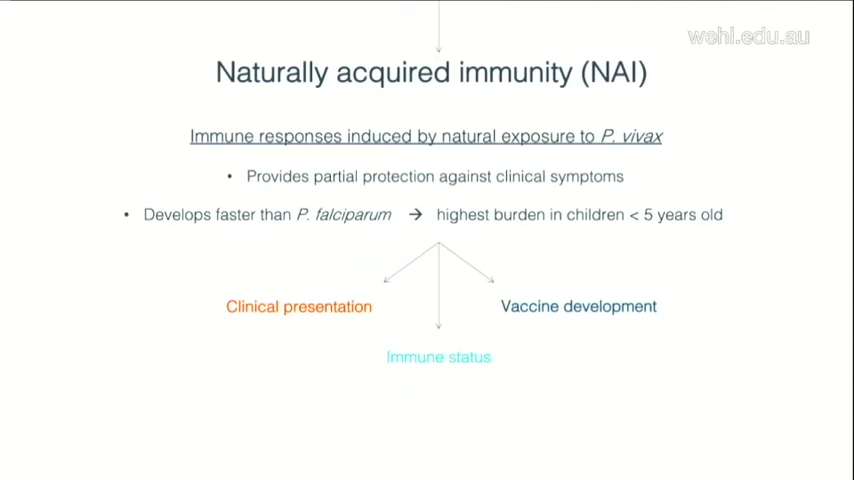 wehi.edu.au
Naturally acquired immunity (NAI)
Immune responses induced by natural exposure to P. vivax
• Provides partial protection against clinical symptoms
• Develops faster than P. falciparum → highest burden in children < 5 years old
Clinical presentation
Vaccine development
Immune status